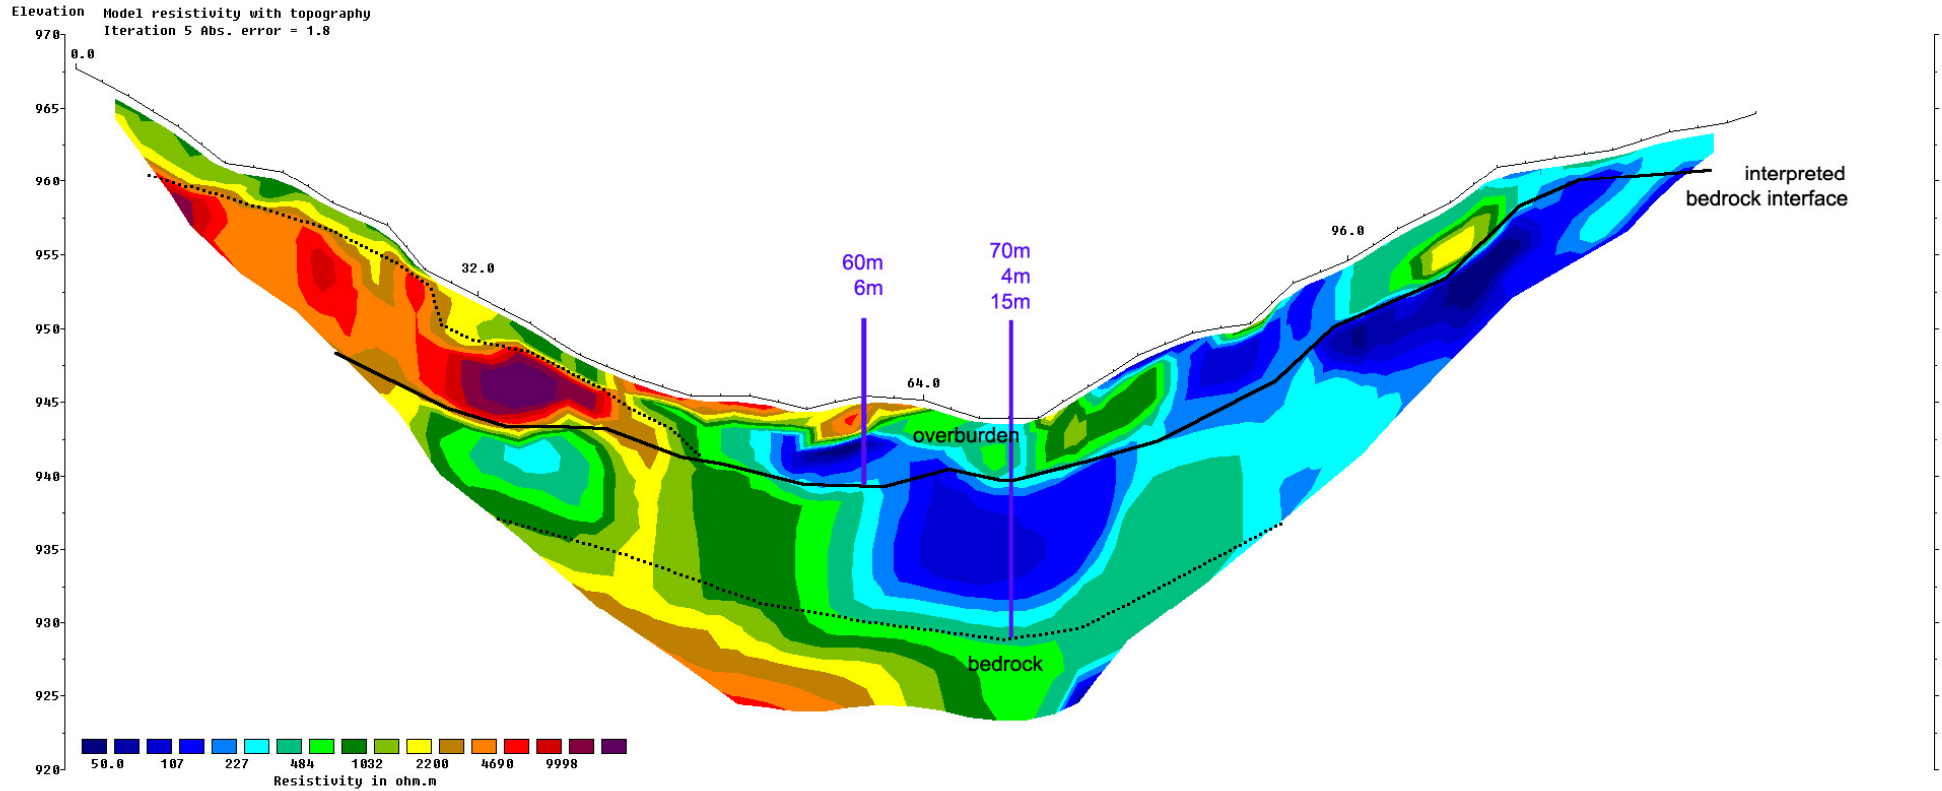 Elevation Model resistivity with topography
Iteration 5 Abs. error = 1.8
970
0.0
965
960
interpreted
bedrock interface
955
96.0
60m
6m
70m
4m
15m
32.0
950
64.0
945
overburden
940
935
930
bedrock
925
920
50.0 107 227 484 1032 2200 4690 9998
Resistivity in ohm.m